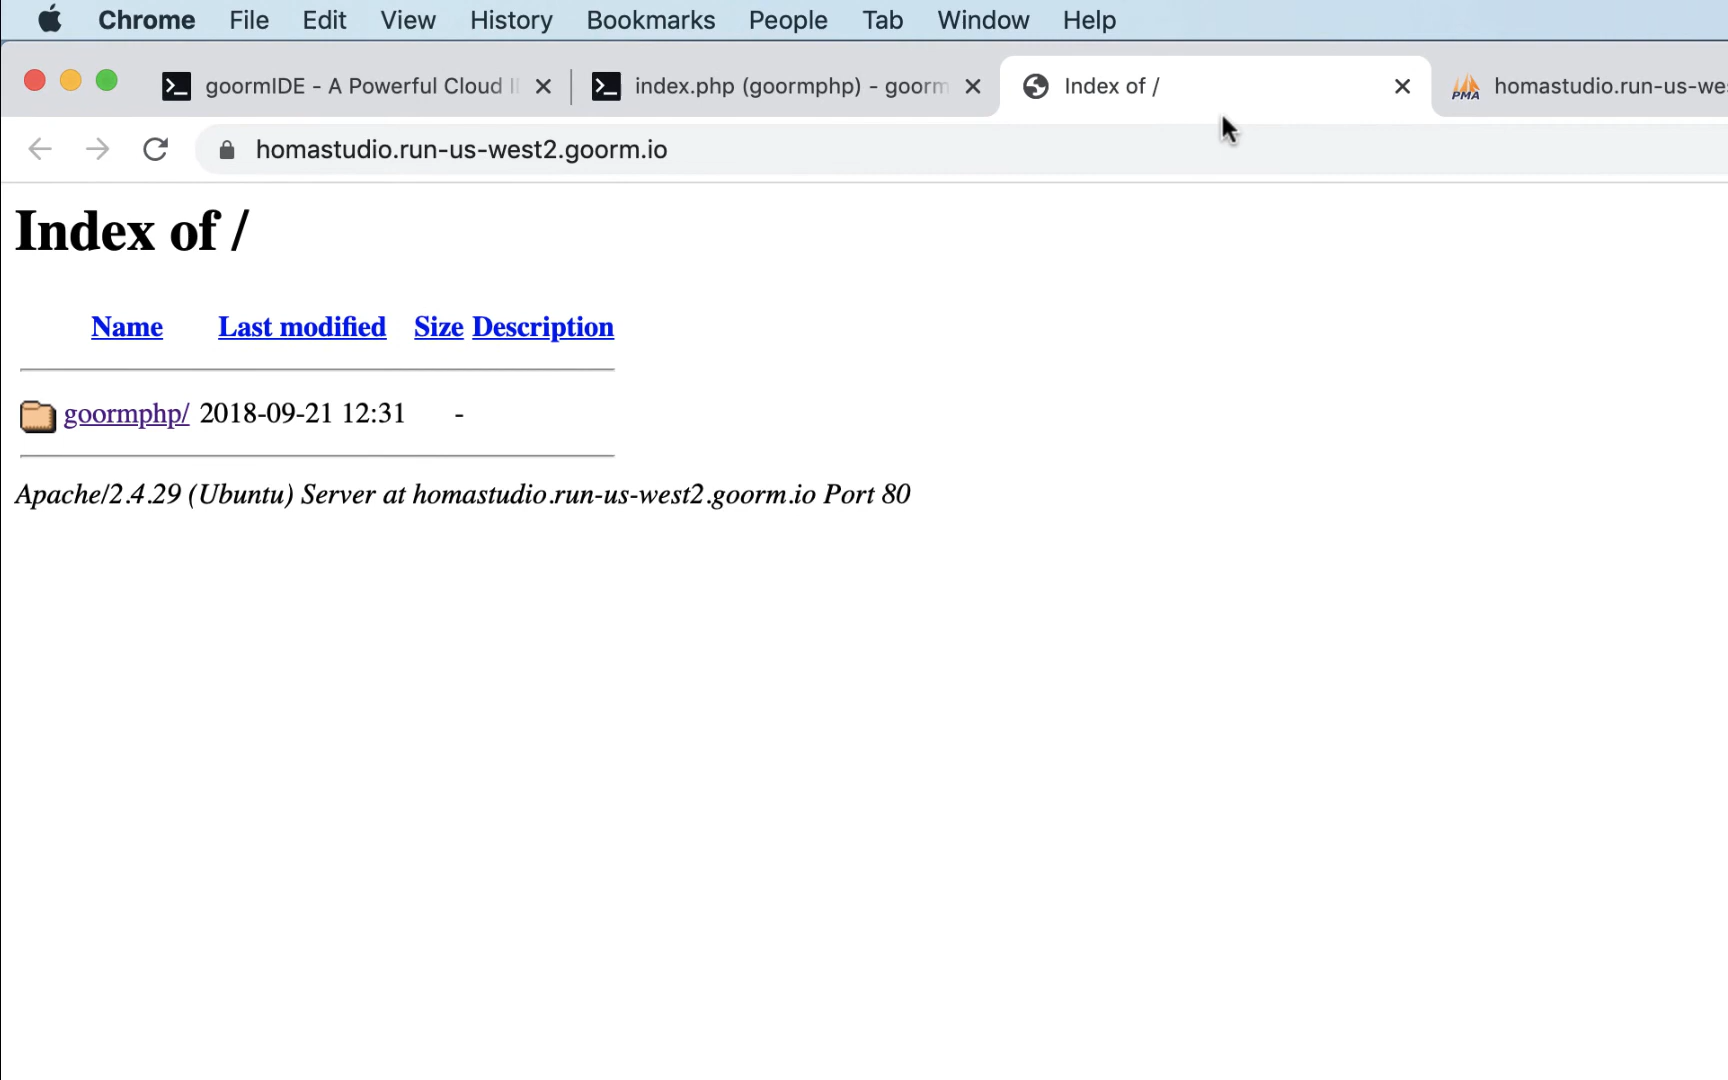 Chrome File Edit View History Bookmarks People Tab Window Help
goormIDE - A Powerful Cloud
index.php (goormphp) - goorm
Index of /
PMA
homastudio.run-us-wes
homastudio.run-us-west2.goorm.io
Index of /
Name Last modified Size Description
goormphp/ 2018-09-21 12:31 -
Apache/2.4.29 (Ubuntu) Server at homastudio.run-us-west2.goorm.io Port 80